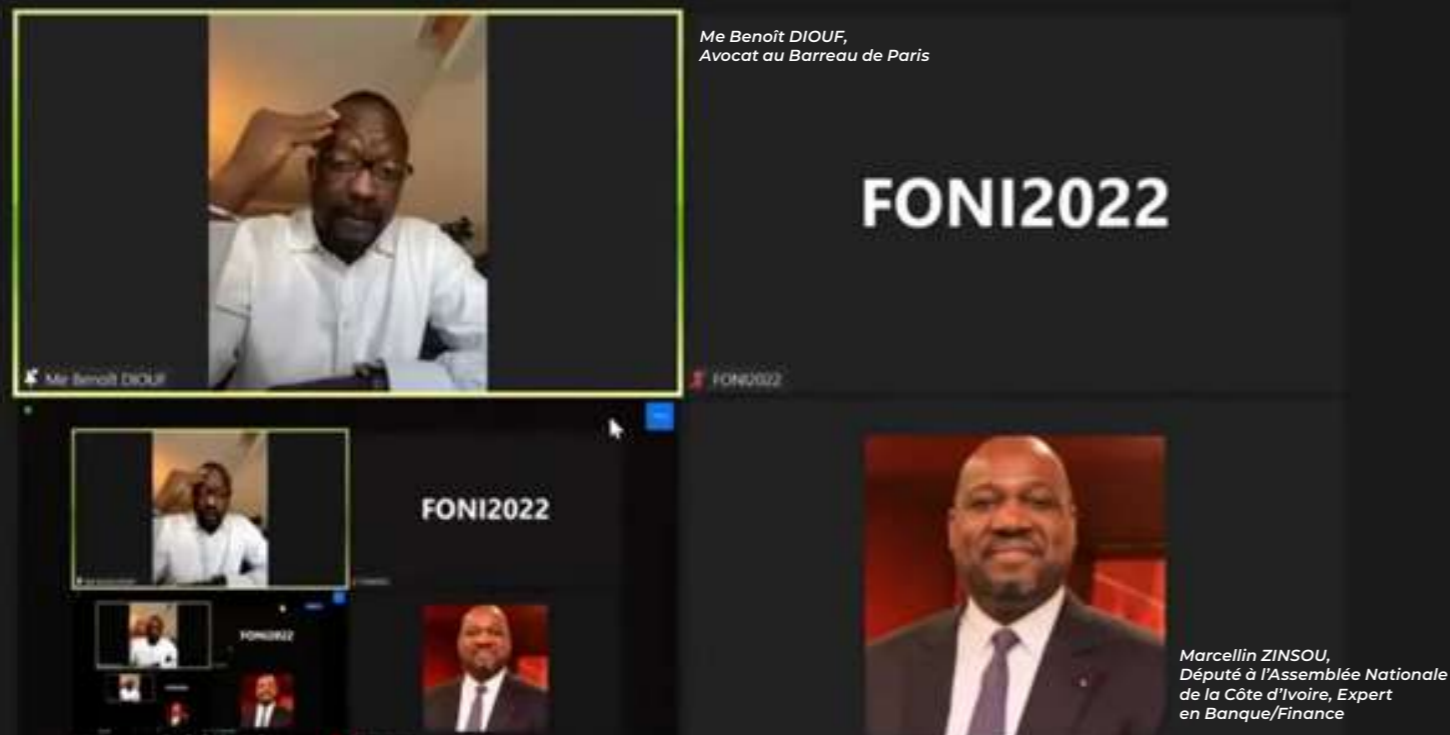 Me Benoît DIOUF,
Avocat au Barreau de Paris
FONI2022
Me Benoît DIOUF
FONI2022
FONI2022
FONI2022
Marcellin ZINSOU,
Député à l'Assemblée Nationale
de la Côte d'Ivoire, Expert
en Banque/Finance